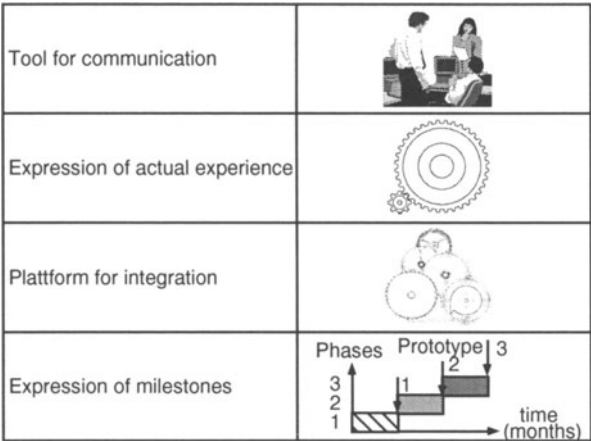 Tool for communication
Expression of actual experience
Plattform for integration
Expression of milestones
Phases Prototype 3
2
3 1
2
1
time
(months)